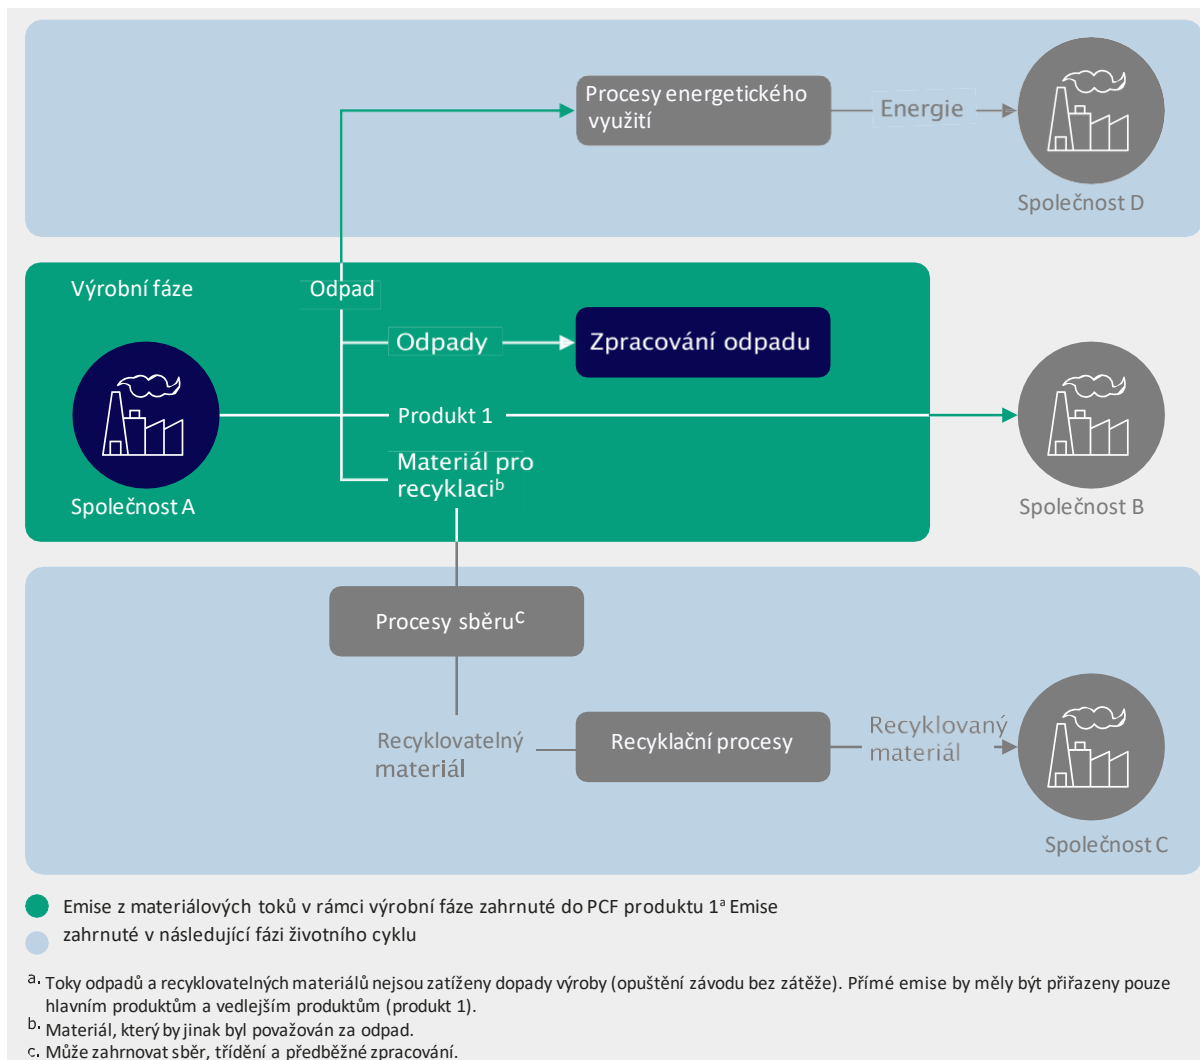 Procesy energetického
využití
Energie
Společnost D
Výrobní fáze
Odpad
Odpady
Zpracování odpadu
Produkt 1
Materiál pro
recyklaciᵇ
Společnost A
Společnost B
Procesy sběruᶜ
Recyklovatelný
materiál
Recyklační procesy
Recyklovaný
materiál
Společnost C
Emise z materiálových toků v rámci výrobní fáze zahrnuté do PCF produktu 1ᵃ Emise
zahrnuté v následující fázi životního cyklu
a. Toky odpadů a recyklovatelných materiálů nejsou zatíženy dopady výroby (opuštění závodu bez zátěže). Přímé emise by měly být přiřazeny pouze
hlavním produktům a vedlejším produktům (produkt 1).
b. Materiál, který by jinak byl považován za odpad.
c. Může zahrnovat sběr, třídění a předběžné zpracování.